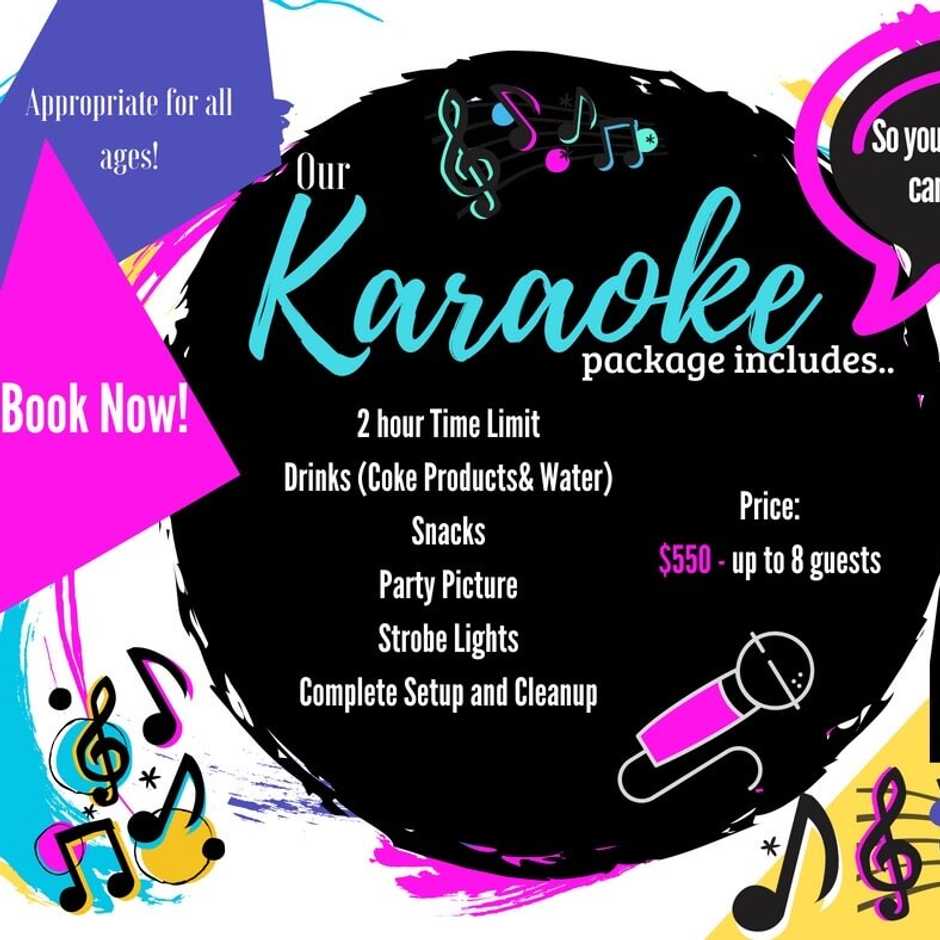 Appropriate for all
ages!
Our
Karaoke
package includes..
So you
Book Now!
2 hour Time Limit
Drinks (Coke Products& Water)
Snacks
Party Picture
Strobe Lights
Complete Setup and Cleanup
Price:
$550 - up to 8 guests